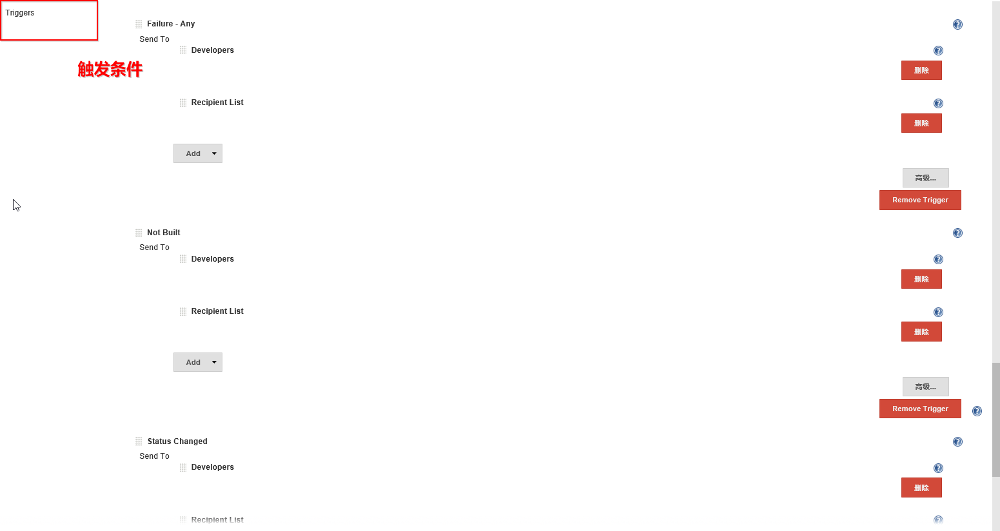 Triggers
Failure - Any
Send To
Developers
触发条件
删除
Recipient List
删除
Add
高级...
Remove Trigger
Not Built
Send To
Developers
删除
Recipient List
删除
Add
高级...
Remove Trigger
Status Changed
Send To
Developers
删除
Recipient List